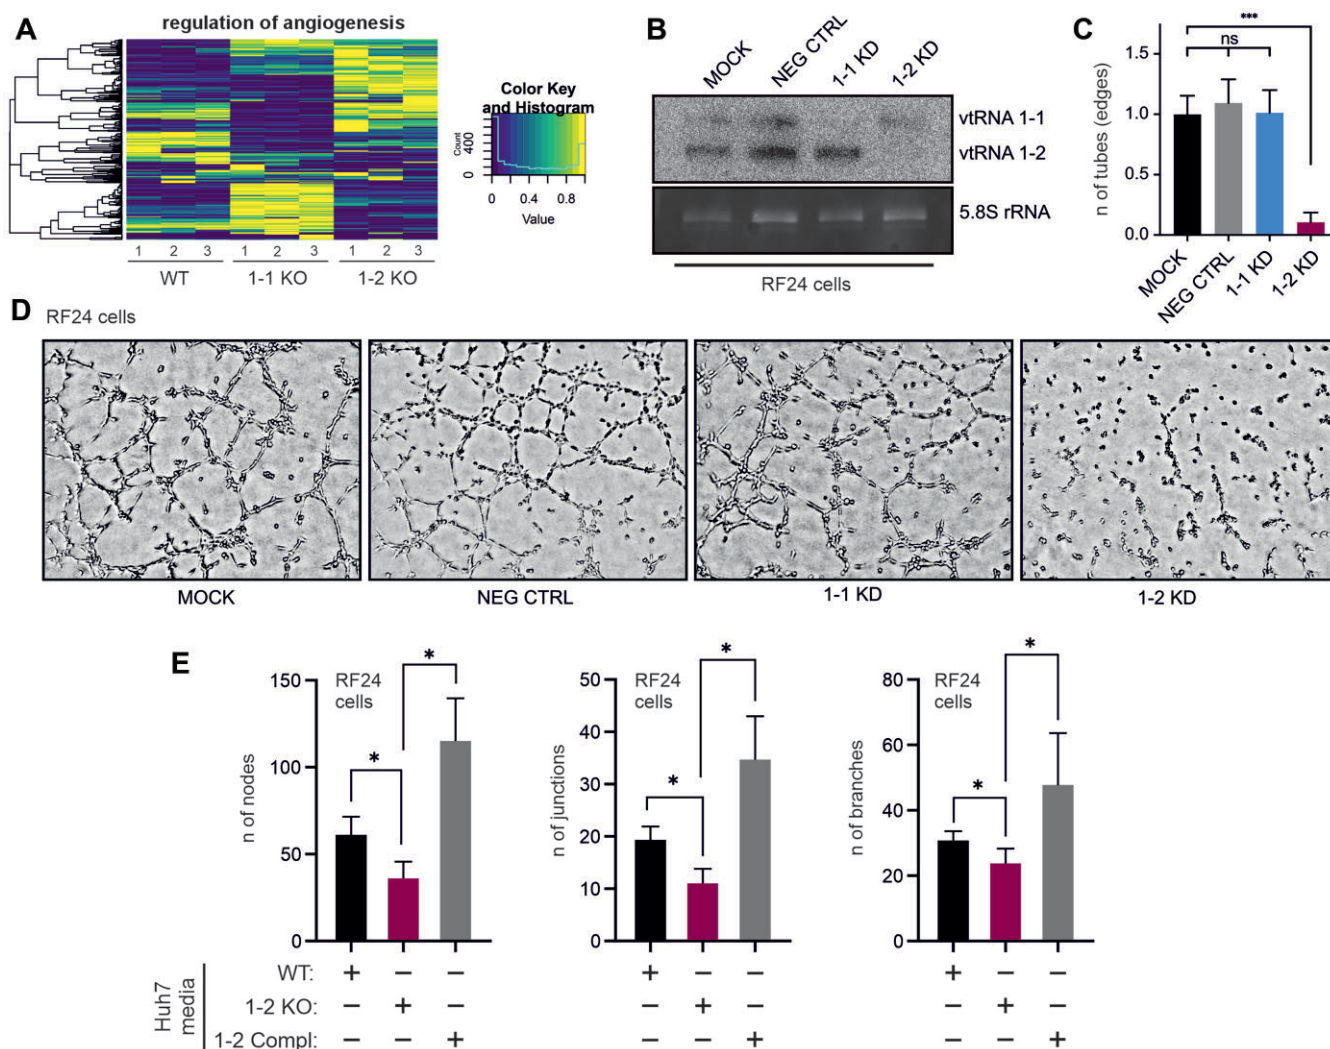 A
regulation of angiogenesis
Color Key
and Histogram
Count
0 400
0 0.4 0.8
Value
1 2 3 1 2 3 1 2 3
WT 1-1 KO 1-2 KO
B
MOCK NEG CTRL 1-1 KD 1-2 KD
vtRNA 1-1
vtRNA 1-2
5.8S rRNA
RF24 cells
C
***
ns
1.5
1.0
0.5
0.0
n of tubes (edges)
MOCK NEG CTRL 1-1 KD 1-2 KD
D
RF24 cells
MOCK NEG CTRL 1-1 KD 1-2 KD
E
RF24
cells
n of nodes
150
100
50
0
* *
RF24
cells
n of junctions
50
40
30
20
10
0
* *
RF24
cells
n of branches
80
60
40
20
0
* *
Huh7
media
WT: + − − + − − + − −
1-2 KO: − + − − + − − + −
1-2 Compl: − − + − − + − − +